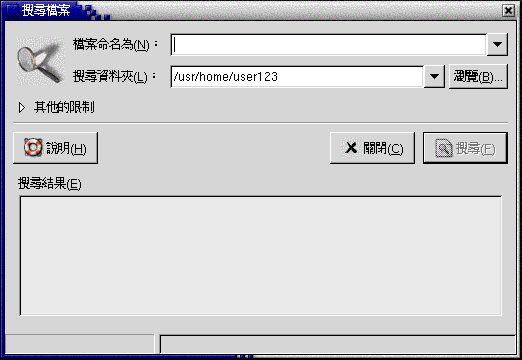 搜尋檔案
檔案命名為(N)：
搜尋資料夾(L)： /usr/home/user123 瀏覽(B)...
其他的限制
說明(H) 關閉(C) 搜尋(F)
搜尋結果(E)